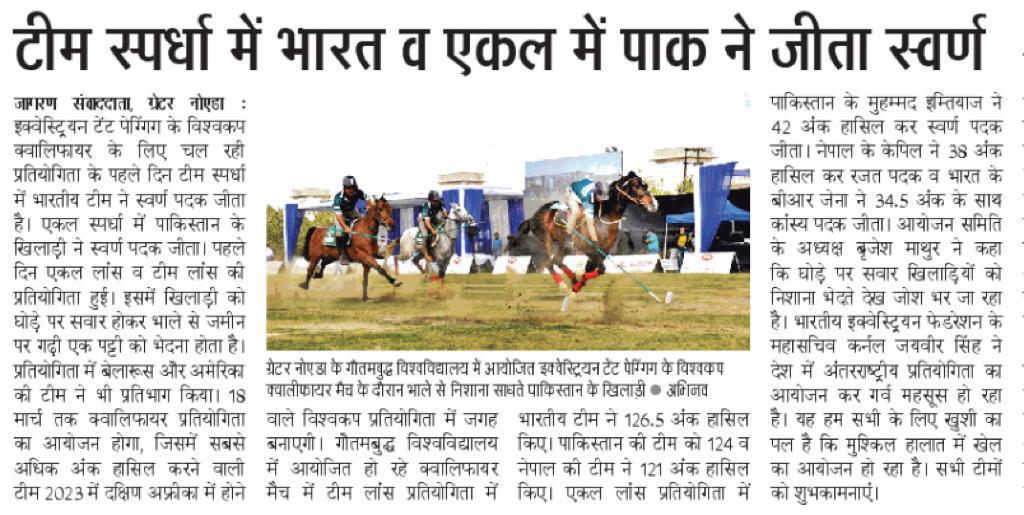 टीम स्पर्धा में भारत व एकल में पाक ने जीता स्वर्ण
जागरण संवाददाता, ग्रेटर नोएडा :
इक्वेस्ट्रियन टेंट पेग्गिग के विश्वकप
क्वालिफायर के लिए चल रही
प्रतियोगिता के पहले दिन टीम स्पर्धा
में भारतीय टीम ने स्वर्ण पदक जीता
है। एकल स्पर्धा में पाकिस्तान के
खिलाड़ी ने स्वर्ण पदक जीता। पहले
दिन एकल लांस व टीम लांस की
प्रतियोगिता हुई। इसमें खिलाड़ी को
घोड़े पर सवार होकर भाले से जमीन
पर गढ़ी एक पट्टी को भेदना होता है।
प्रतियोगिता में बेलारूस और अमेरिका
की टीम ने भी प्रतिभाग किया। 18
मार्च तक क्वालिफायर प्रतियोगिता
का आयोजन होगा, जिसमें सबसे
अधिक अंक हासिल करने वाली
टीम 2023 में दक्षिण अफ्रीका में होने
ग्रेटर नोएडा के गौतमबुद्ध विश्वविद्यालय में आयोजित इक्वेस्ट्रियन टेंट पेग्गिग के विश्वकप
क्वालीफायर मैच के दौरान भाले से निशाना साधते पाकिस्तान के खिलाड़ी ● अभिनव
वाले विश्वकप प्रतियोगिता में जगह
बनाएगी। गौतमबुद्ध विश्वविद्यालय
में आयोजित हो रहे क्वालिफायर
मैच में टीम लांस प्रतियोगिता में
भारतीय टीम ने 126.5 अंक हासिल
किए। पाकिस्तान की टीम को 124 व
नेपाल की टीम ने 121 अंक हासिल
किए। एकल लांस प्रतियोगिता में
पाकिस्तान के मुहम्मद इम्तियाज ने
42 अंक हासिल कर स्वर्ण पदक
जीता। नेपाल के केपिल ने 38 अंक
हासिल कर रजत पदक व भारत के
बीआर जेना ने 34.5 अंक के साथ
कांस्य पदक जीता। आयोजन समिति
के अध्यक्ष बृजेश माथुर ने कहा
कि घोड़े पर सवार खिलाड़ियों को
निशाना भेदते देख जोश भर जा रहा
है। भारतीय इक्वेस्ट्रियन फेडरेशन के
महासचिव कर्नल जयवीर सिंह ने
देश में अंतरराष्ट्रीय प्रतियोगिता का
आयोजन कर गर्व महसूस हो रहा
है। यह हम सभी के लिए खुशी का
पल है कि मुश्किल हालात में खेल
का आयोजन हो रहा है। सभी टीमों
को शुभकामनाएं।